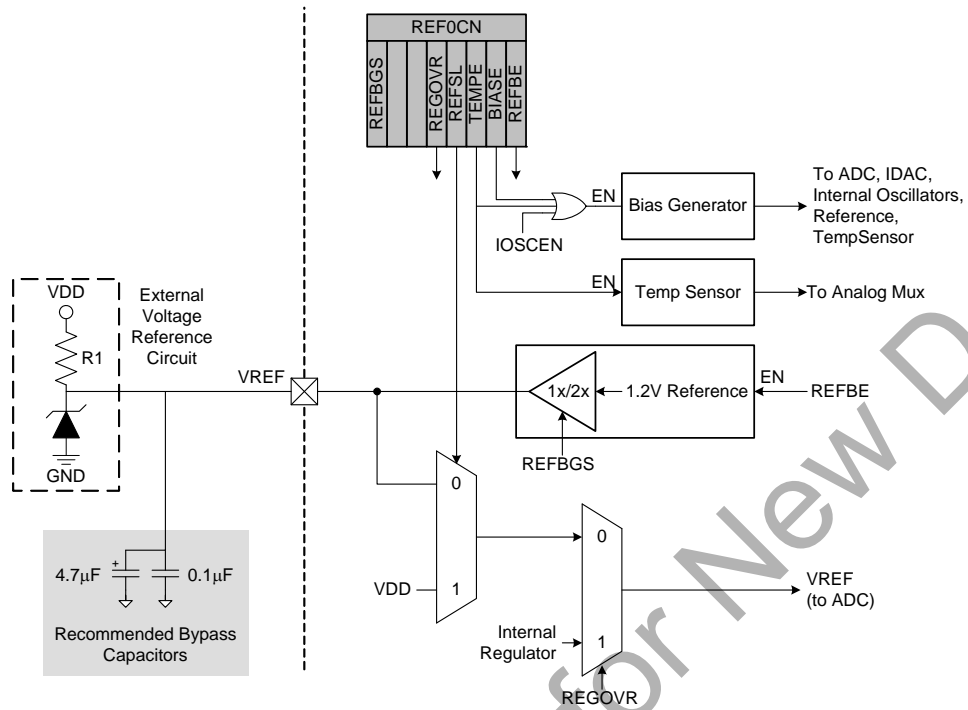 REF0CN
REFBGS
REGOVR
REFSL
TEMPE
BIASE
REFBE
EN
Bias Generator
To ADC, IDAC,
Internal Oscillators,
Reference,
TempSensor
IOSCEN
EN
Temp Sensor
To Analog Mux
VDD
R1
GND
External
Voltage
Reference
Circuit
VREF
1x/2x
1.2V Reference
EN
REFBE
REFBGS
0
1
VDD
0
1
Internal
Regulator
REGOVR
VREF
(to ADC)
4.7µF
+
0.1µF
Recommended Bypass
Capacitors
for New D